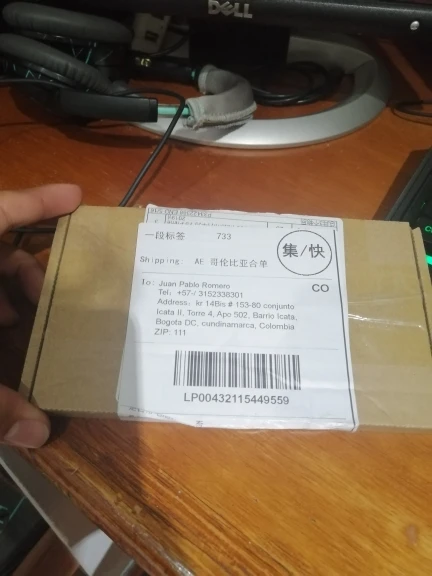 DELL
一段标签 733
集/快
Shipping: AE 哥伦比亚合单
To: Juan Pablo Romero
CO
Tel: +57-/ 3152338301
Address: kr 14Bis # 153-80 conjunto
Icata II, Torre 4, Apo 502, Barrio Icata,
Bogota DC, cundinamarca, Colombia
ZIP: 111
LP00432115449559